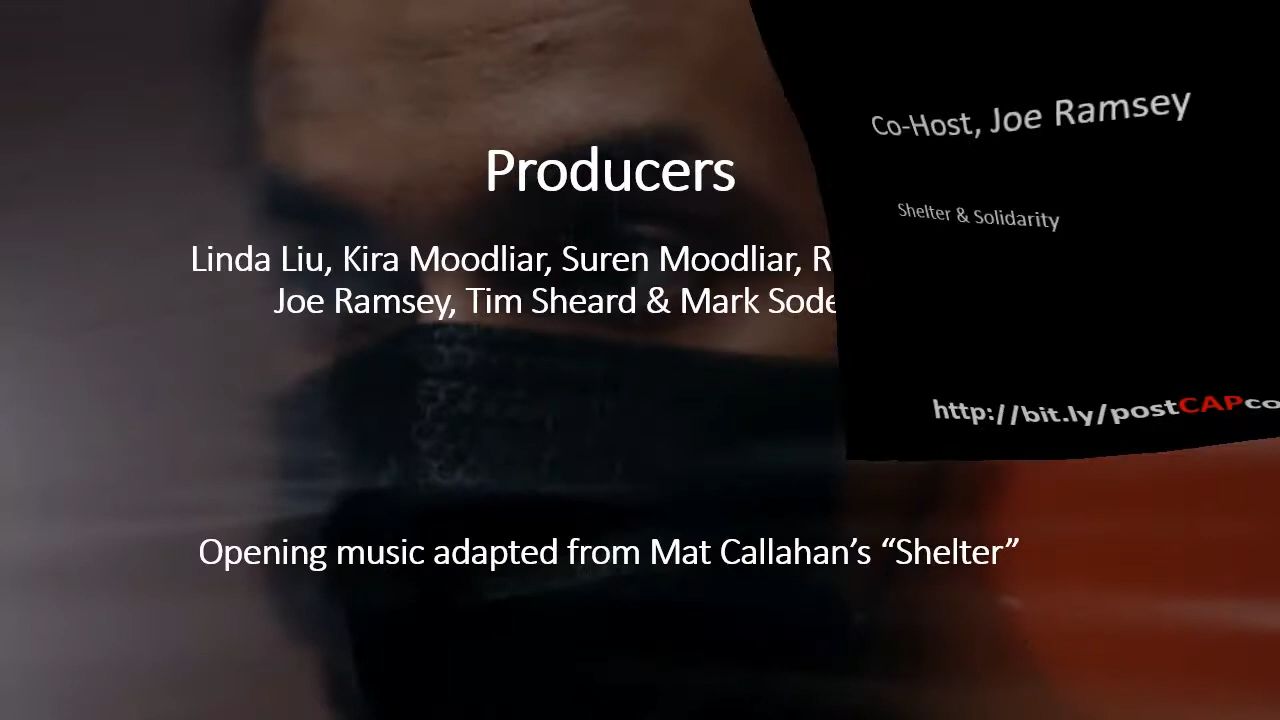 Producers
Linda Liu, Kira Moodliar, Suren Moodliar,
Joe Ramsey, Tim Sheard & Mark
Opening music adapted from Mat Callahan’s “Shelter”
Co-Host, Joe Ramsey
Shelter & Solidarity
http://bit.ly/postCAPco